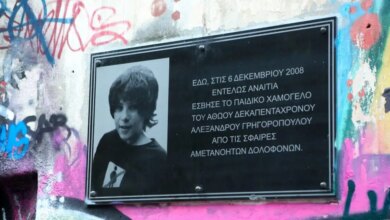 ΕΔΩ, ΣΤΙΣ 6 ΔΕΚΕΜΒΡΙΟΥ 2008
ΕΝΤΕΛΩΣ ΑΝΑΙΤΙΑ
ΕΣΒΗΣΕ ΤΟ ΠΑΙΔΙΚΟ ΧΑΜΟΓΕΛΟ
ΤΟΥ ΑΘΩΟΥ ΔΕΚΑΠΕΝΤΑΧΡΟΝΟΥ
ΑΛΕΞΑΝΔΡΟΥ ΓΡΗΓΟΡΟΠΟΥΛΟΥ
ΑΠΟ ΤΙΣ ΣΦΑΙΡΕΣ
ΑΜΕΤΑΝΟΗΤΩΝ ΔΟΛΟΦΟΝΩΝ.